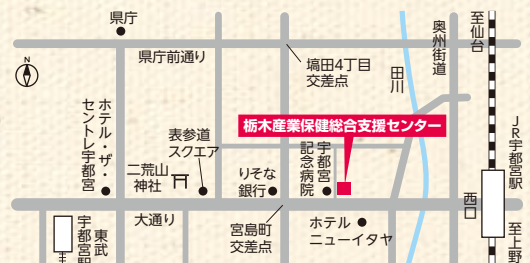 県庁
県庁前通り
塙田4丁目
交差点
田川
奥州街道
至仙台
N
ホテル・ザ・
セントレ宇都宮
表参道
スクエア
二荒山
神社
りそな
銀行
宇都宮
記念病院
栃木産業保健総合支援センター
JR宇都宮駅
西口
大通り
宮島町
交差点
ホテル
ニューイタヤ
東武
宇都宮駅
至上野